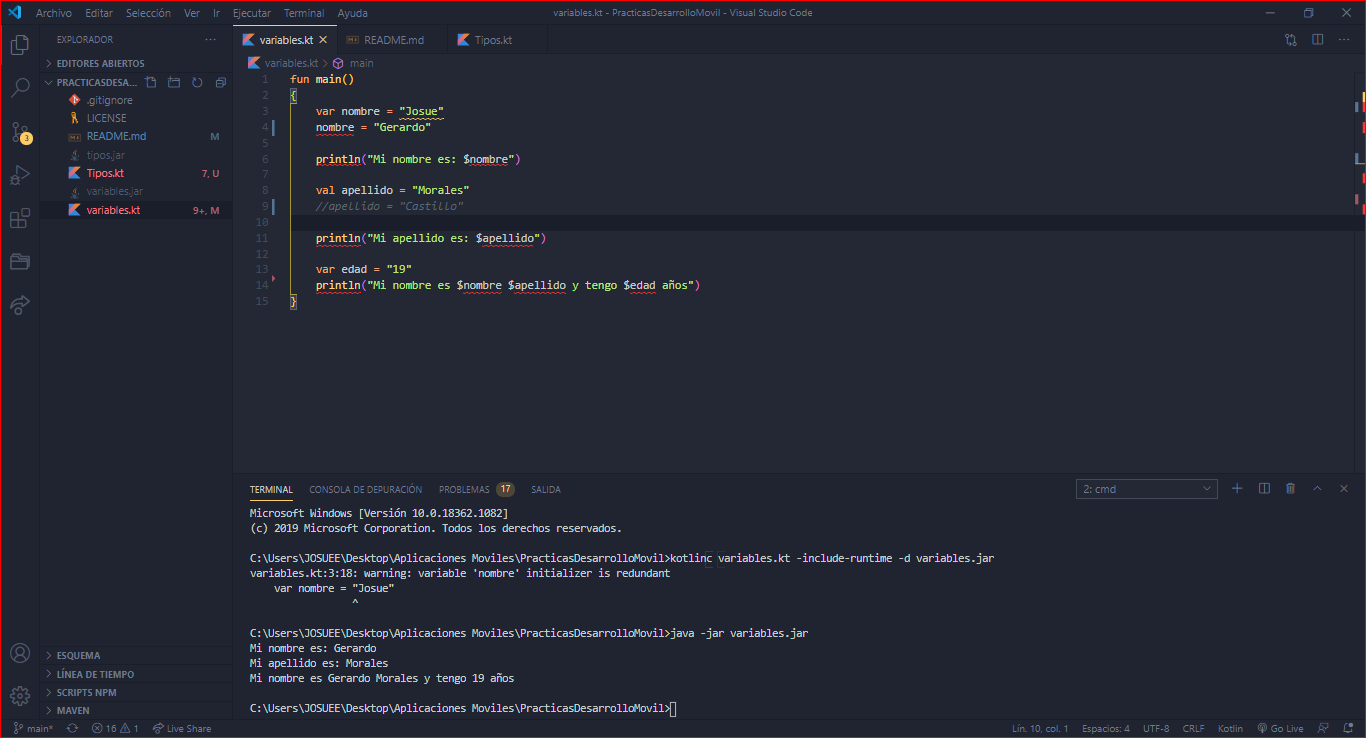 Archivo Editar Selección Ver Ir Ejecutar Terminal Ayuda
variables.kt - PracticasDesarrolloMovil - Visual Studio Code
EXPLORADOR
EDITORES ABIERTOS
PRACTICASDESA...
.gitignore
LICENSE
README.md M
tipos.jar
Tipos.kt 7, U
variables.jar
variables.kt 9+, M
3
ESQUEMA
LÍNEA DE TIEMPO
SCRIPTS NPM
MAVEN
variables.kt README.md Tipos.kt
variables.kt > main
1 fun main()
2 {
3 var nombre = "Josue"
4 nombre = "Gerardo"
5
6 println("Mi nombre es: $nombre")
7
8 val apellido = "Morales"
9 //apellido = "Castillo"
10
11 println("Mi apellido es: $apellido")
12
13 var edad = "19"
14 println("Mi nombre es $nombre $apellido y tengo $edad años")
15 }
TERMINAL CONSOLA DE DEPURACIÓN PROBLEMAS 17 SALIDA
2: cmd
Microsoft Windows [Versión 10.0.18362.1082]
(c) 2019 Microsoft Corporation. Todos los derechos reservados.
C:\Users\JOSUEE\Desktop\Aplicaciones Moviles\PracticasDesarrolloMovil>kotlinc variables.kt -include-runtime -d variables.jar
variables.kt:3:18: warning: variable 'nombre' initializer is redundant
var nombre = "Josue"
^
C:\Users\JOSUEE\Desktop\Aplicaciones Moviles\PracticasDesarrolloMovil>java -jar variables.jar
Mi nombre es: Gerardo
Mi apellido es: Morales
Mi nombre es Gerardo Morales y tengo 19 años
C:\Users\JOSUEE\Desktop\Aplicaciones Moviles\PracticasDesarrolloMovil>
main* 16 1 Live Share
Lín. 10, col. 1 Espacios: 4 UTF-8 CRLF Kotlin Go Live